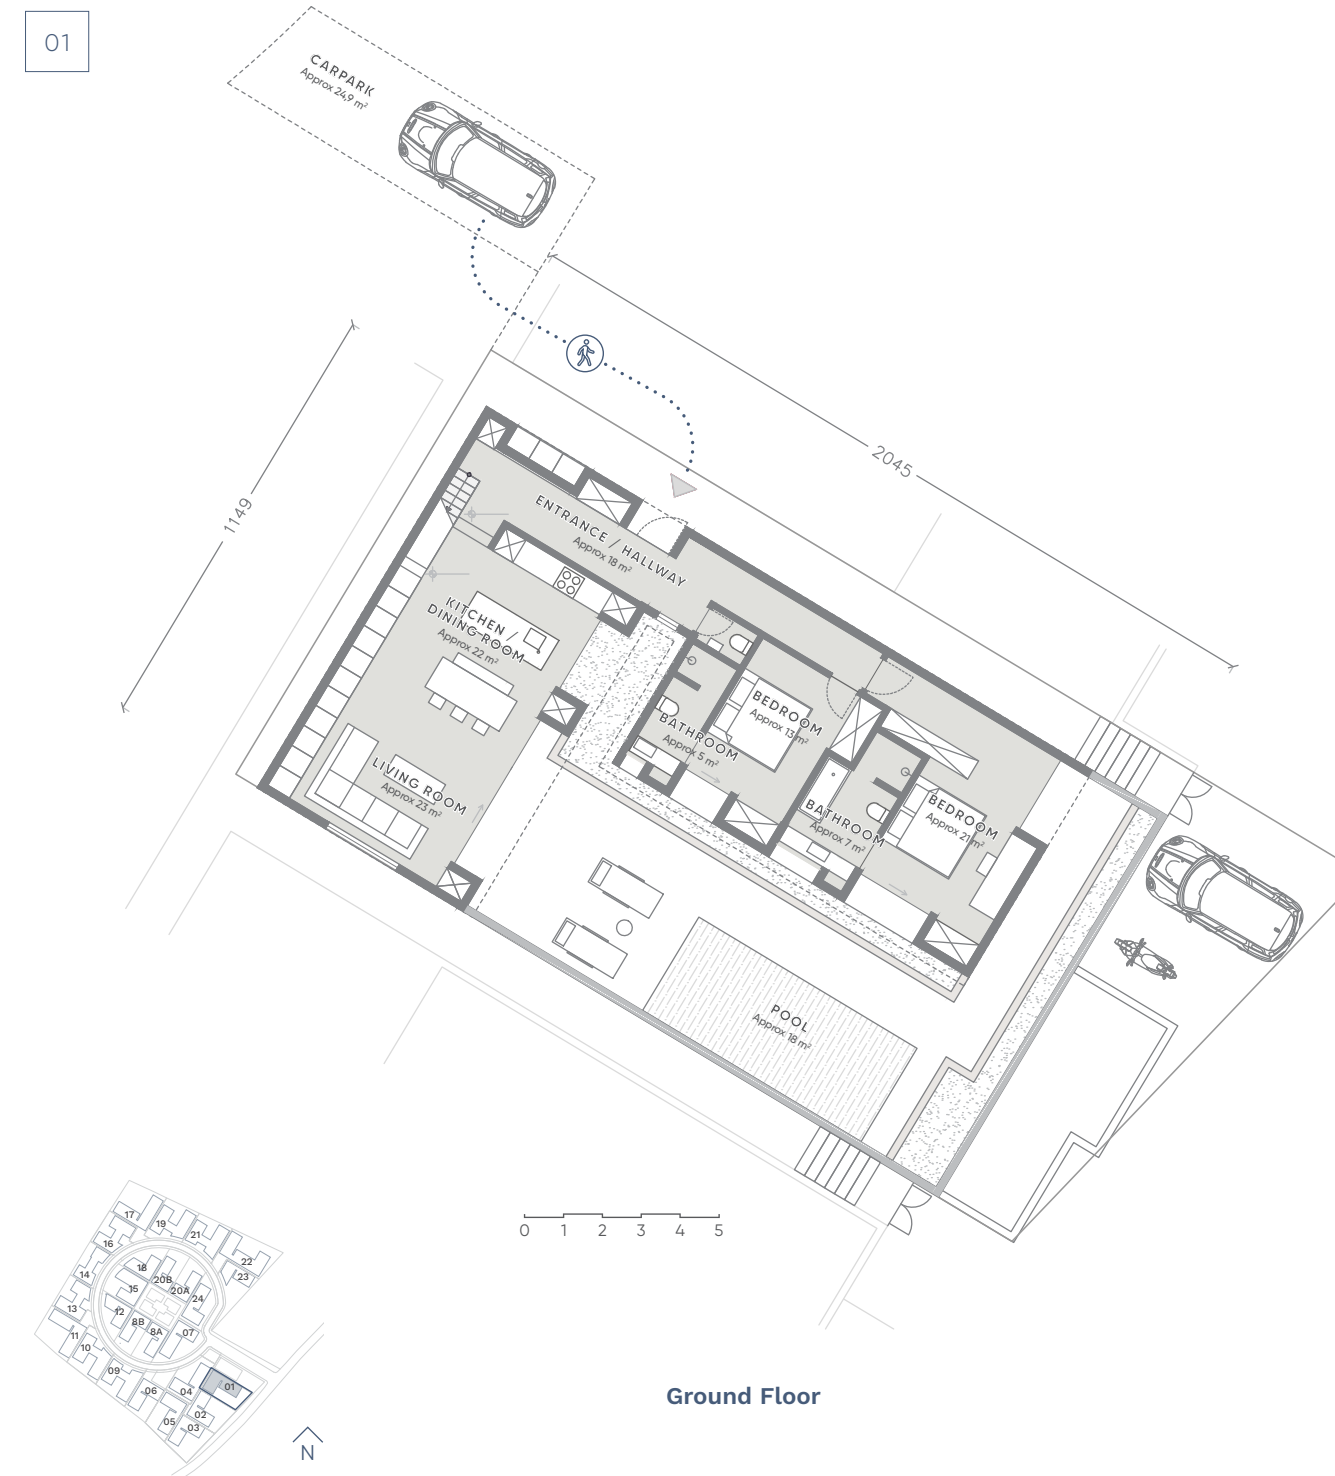 01
CARPARK
Approx 24,9 m²
2045
1149
ENTRANCE / HALLWAY
Approx 18 m²
KITCHEN /
DINING ROOM
Approx 22 m²
BEDROOM
Approx 13 m²
BATHROOM
Approx 5 m²
LIVING ROOM
Approx 23 m²
BATHROOM
Approx 7 m²
BEDROOM
Approx 21 m²
POOL
Approx 18 m²
0 1 2 3 4 5
17
19
21
16
22
18
20B
23
14
15
20A
24
13
12
8B
8A
07
11
10
09
06
04
01
02
05
03
N
Ground Floor